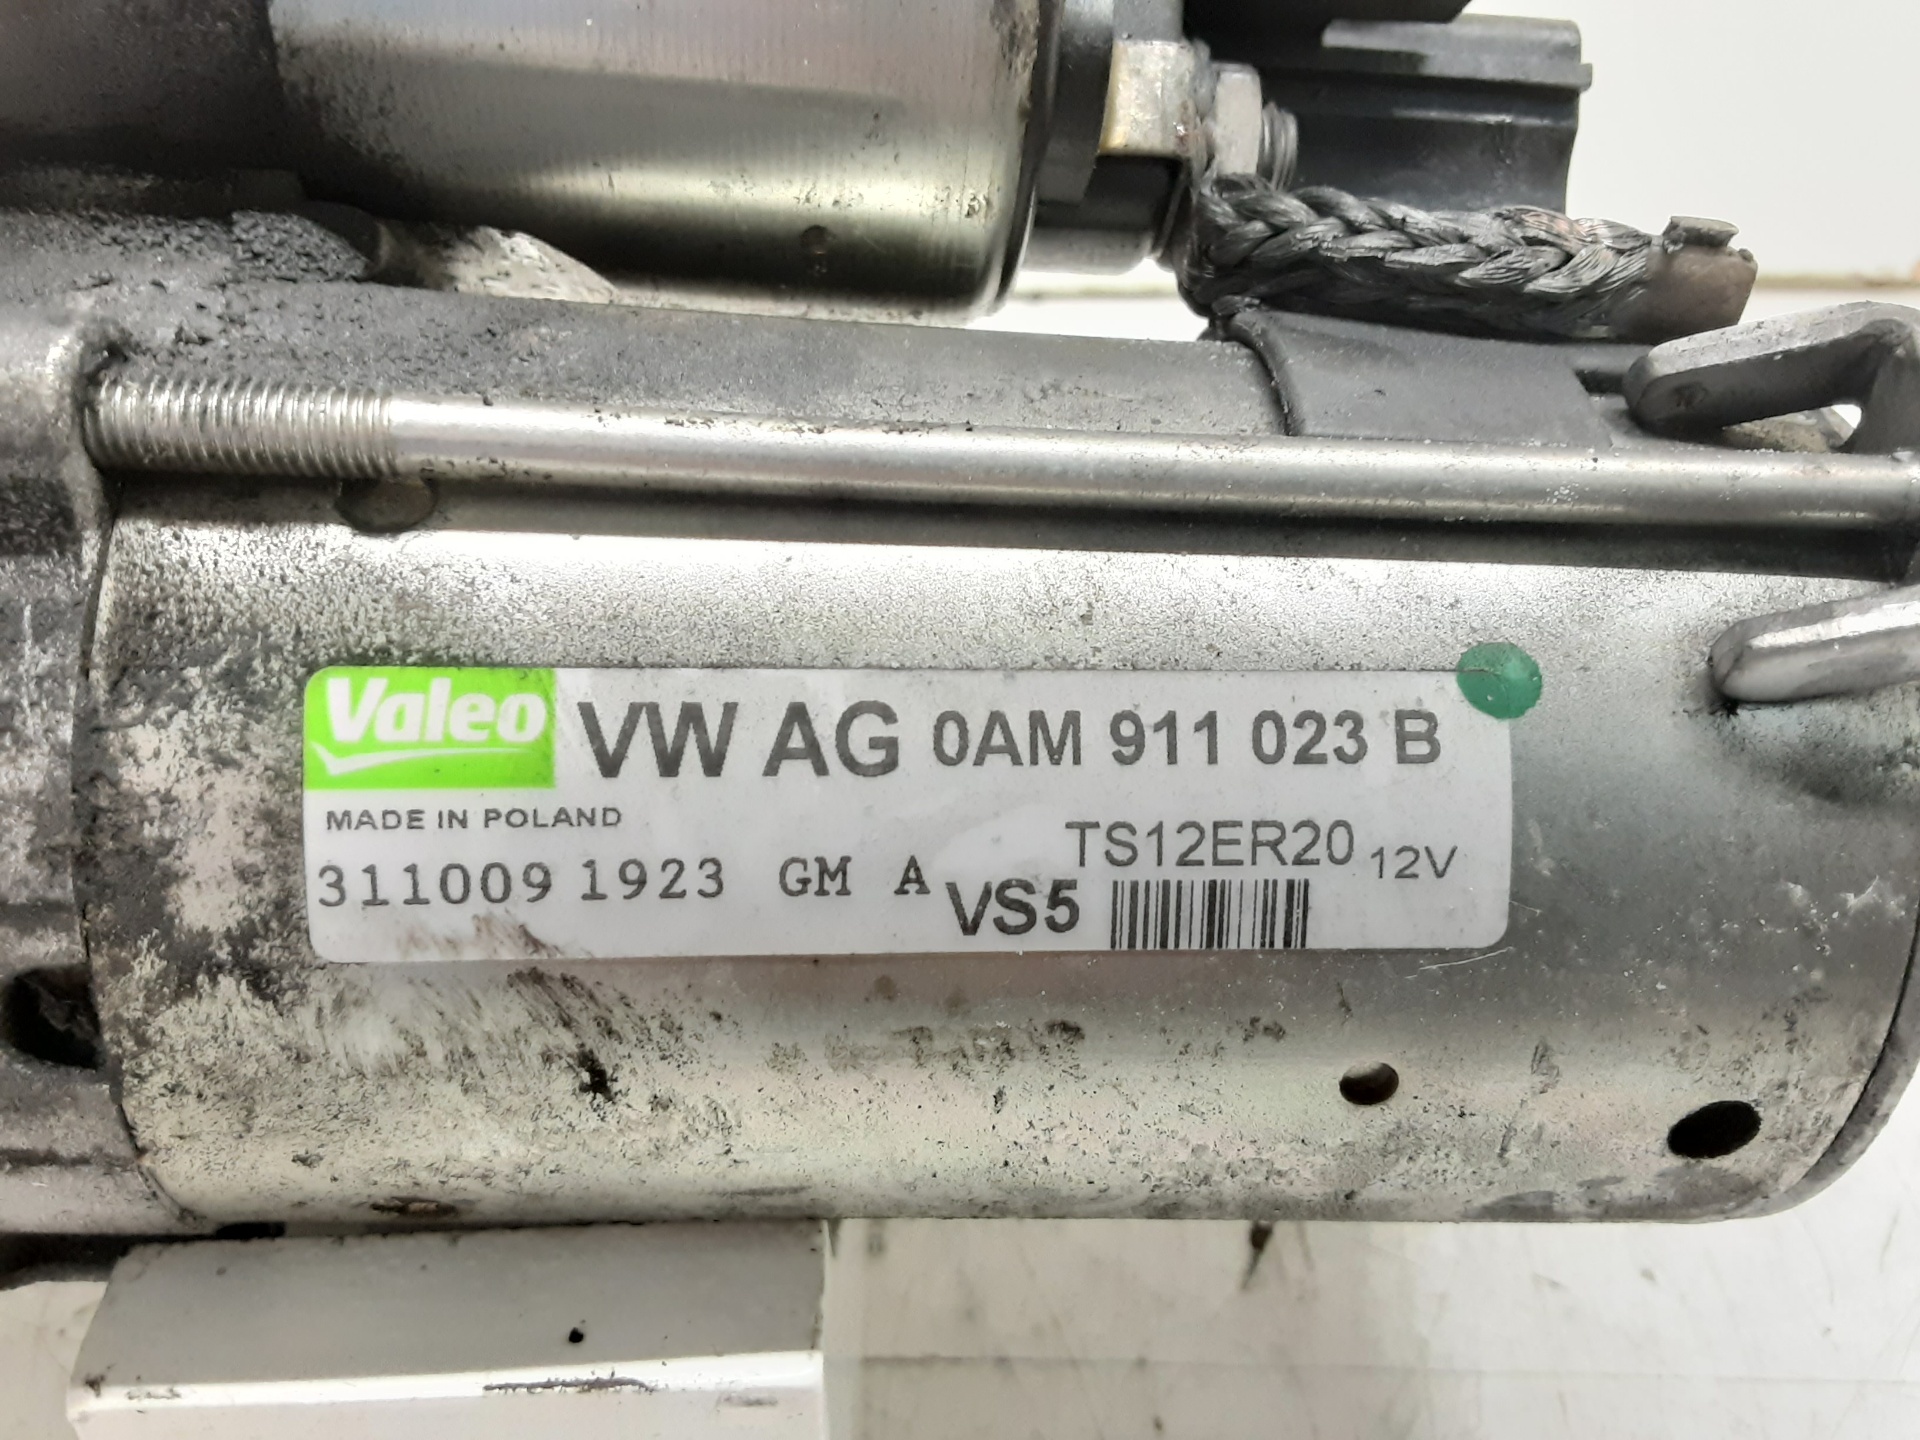 Valeo VW AG 0AM 911 023 B
MADE IN POLAND
TS12ER20 12V
311009 1923 GM A VS5